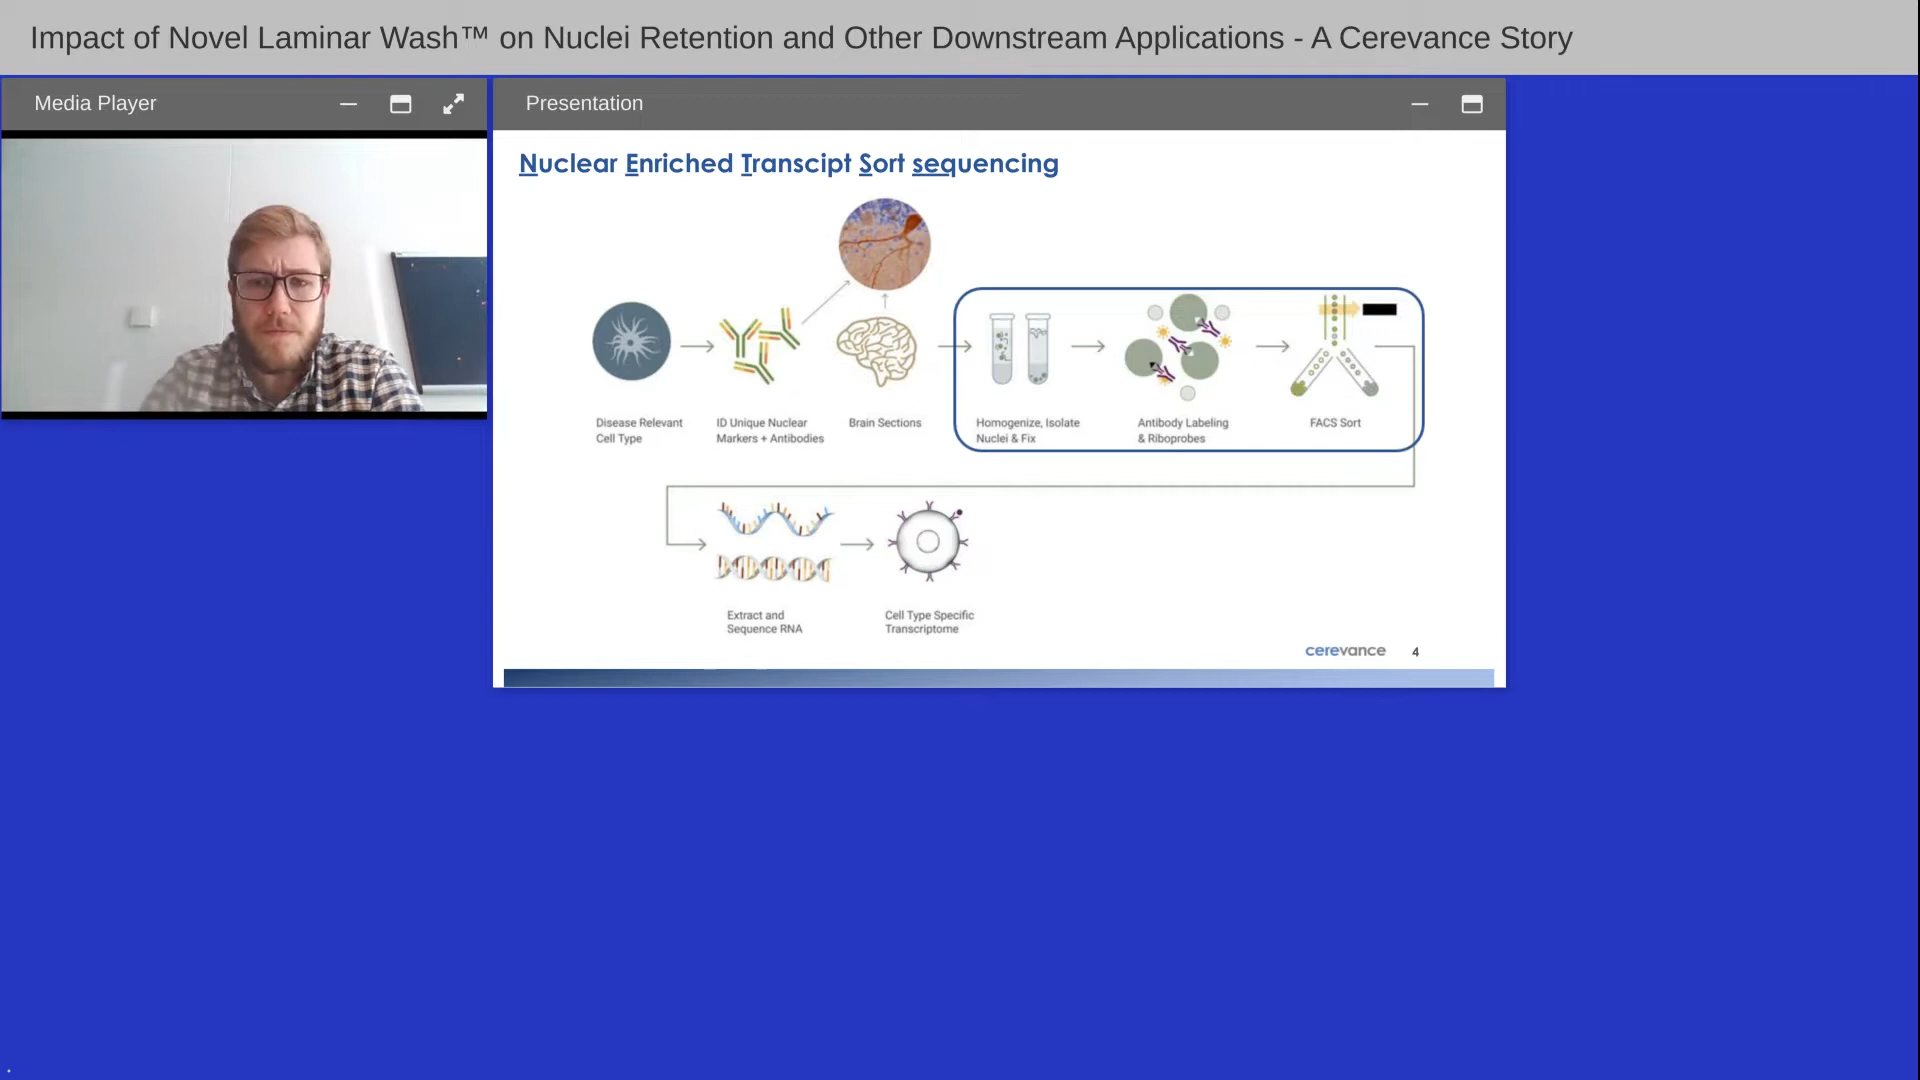 Impact of Novel Laminar Wash™ on Nuclei Retention and Other Downstream Applications - A Cerevance Story
Media Player
Presentation
Nuclear Enriched Transcipt Sort sequencing
Disease Relevant
Cell Type
ID Unique Nuclear
Markers + Antibodies
Brain Sections
Homogenize, Isolate
Nuclei & Fix
Antibody Labeling
& Riboprobes
FACS Sort
Extract and
Sequence RNA
Cell Type Specific
Transcriptome
cerevance
4